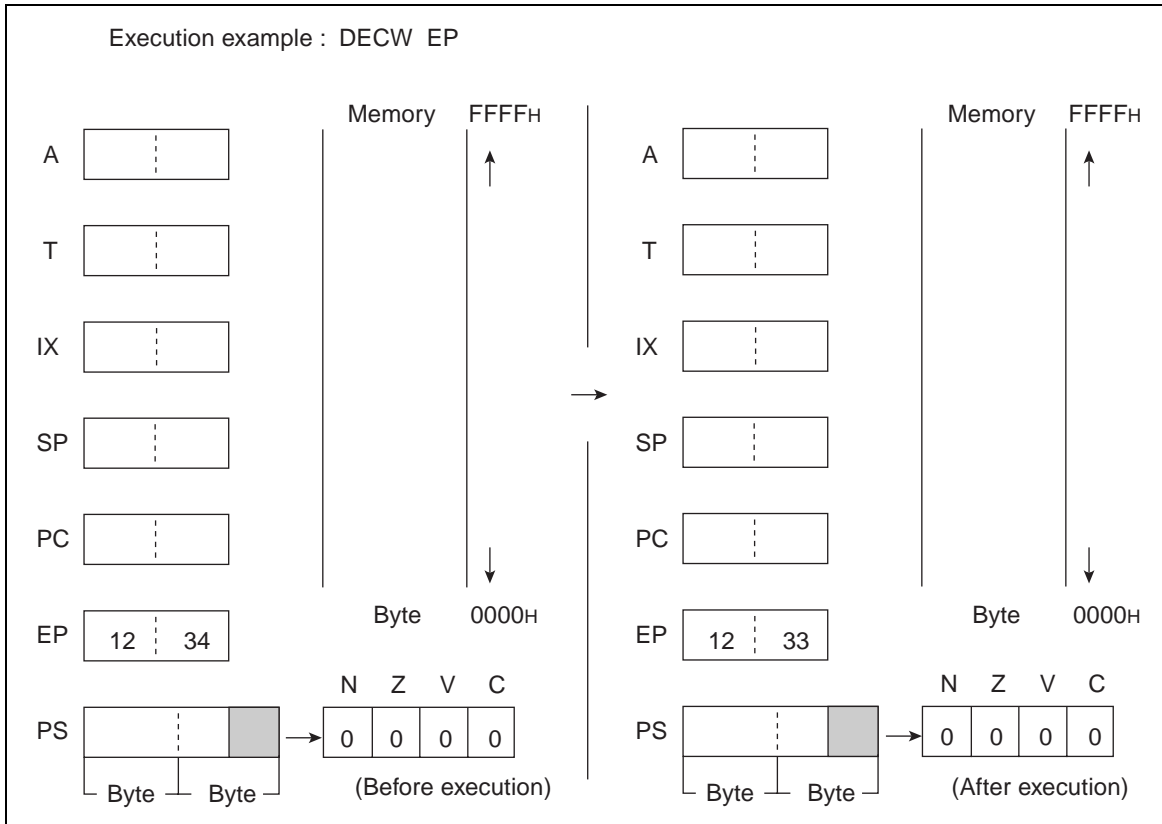 Execution example : DECW EP
Memory FFFFH
A
T
IX
SP
PC
Byte 0000H
EP 12 34
N Z V C
PS 0 0 0 0
Byte Byte (Before execution)
Memory FFFFH
A
T
IX
SP
PC
Byte 0000H
EP 12 33
N Z V C
PS 0 0 0 0
Byte Byte (After execution)